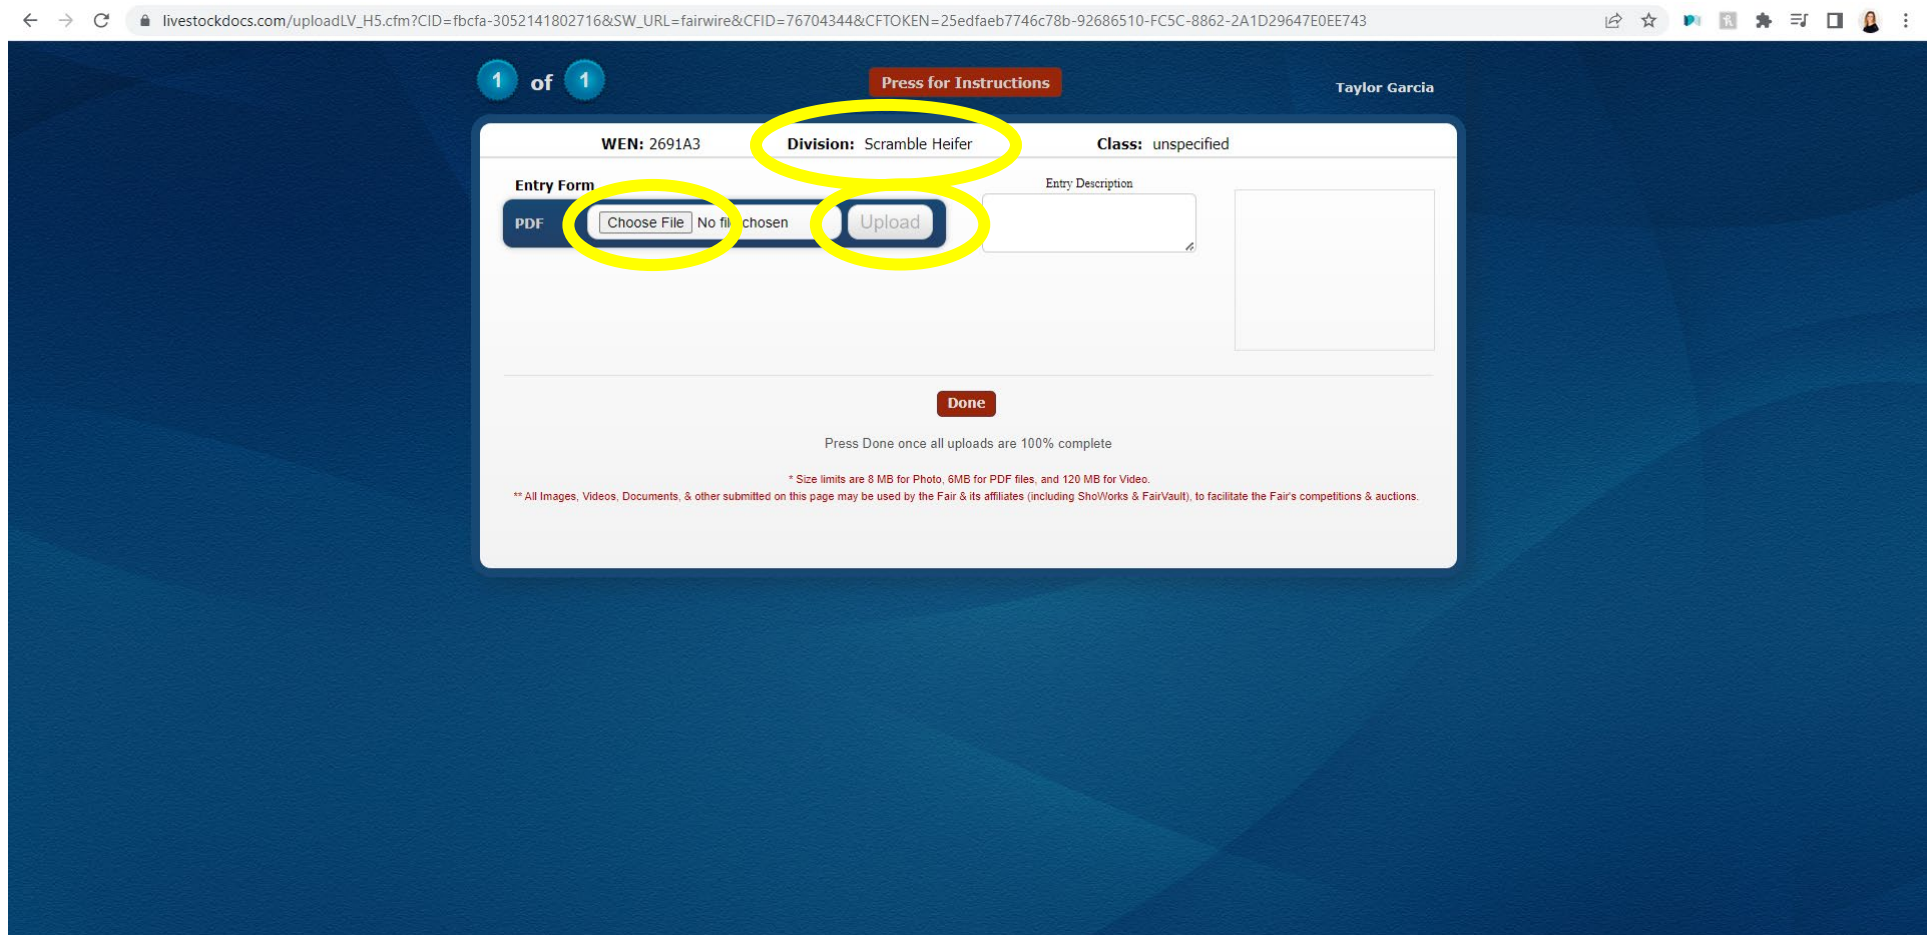 livestockdocs.com/uploadLV_H5.cfm?CID=fbcfa-3052141802716&SW_URL=fairwire&CFID=76704344&CFTOKEN=25edfaeb7746c78b-92686510-FC5C-8862-2A1D29647E0EE743
1 of 1 Press for Instructions Taylor Garcia
WEN: 2691A3 Division: Scramble Heifer Class: unspecified
Entry Form Entry Description
PDF Choose File No chosen Upload
Done
Press Done once all uploads are 100% complete
* Size limits are 8 MB for Photo, 6MB for PDF files, and 120 MB for Video.
** All Images, Videos, Documents, & other submitted on this page may be used by the Fair & its affiliates (including ShoWorks & FairVault), to facilitate the Fair's competitions & auctions.